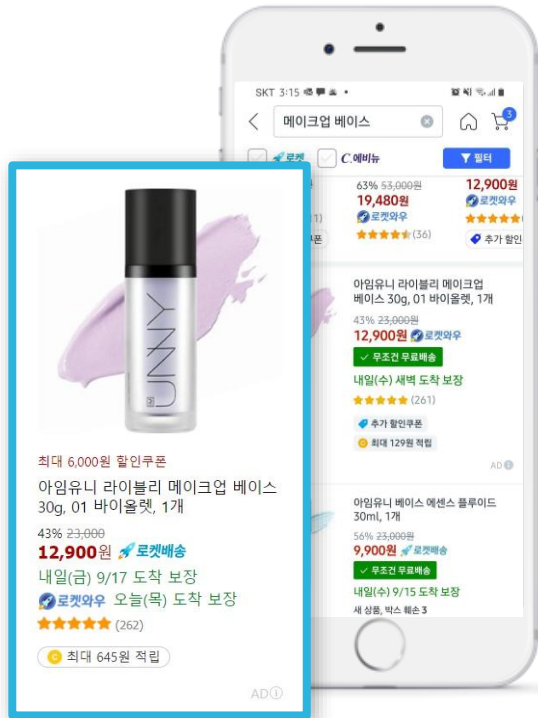 SKT 3:15
메이크업 베이스
3
로켓
C.에비뉴
필터
63% 53,000원
19,480원
로켓와우
(36)
12,900원
로켓와우
추가 할인
아임유니 라이블리 메이크업
베이스 30g, 01 바이올렛, 1개
43% 23,000원
12,900원 로켓와우
무조건 무료배송
내일(수) 새벽 도착 보장
(261)
추가 할인쿠폰
최대 129원 적립
AD
아임유니 베이스 에센스 플루이드
30ml, 1개
56% 23,000원
9,900원 로켓배송
무조건 무료배송
내일(수) 9/15 도착 보장
새 상품, 박스 훼손 3
UNNY
최대 6,000원 할인쿠폰
아임유니 라이블리 메이크업 베이스
30g, 01 바이올렛, 1개
43% 23,000
12,900원 로켓배송
내일(금) 9/17 도착 보장
로켓와우 오늘(목) 도착 보장
(262)
최대 645원 적립
AD